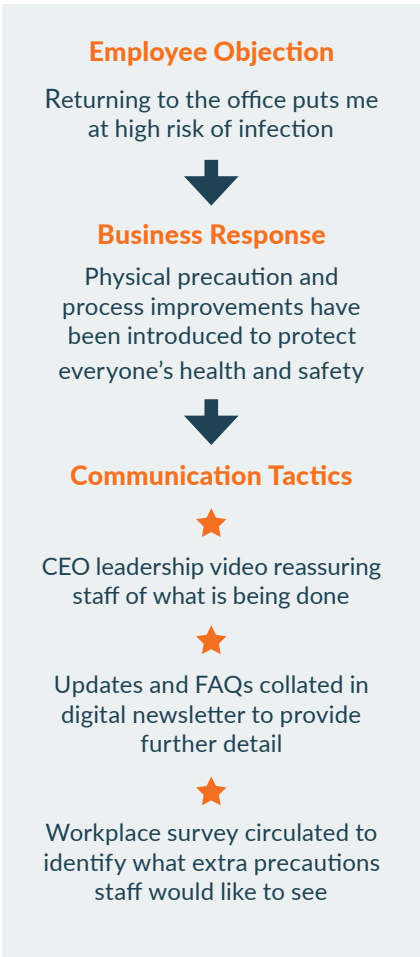 Employee Objection
Returning to the office puts me
at high risk of infection
Business Response
Physical precaution and
process improvements have
been introduced to protect
everyone’s health and safety
Communication Tactics
CEO leadership video reassuring
staff of what is being done
Updates and FAQs collated in
digital newsletter to provide
further detail
Workplace survey circulated to
identify what extra precautions
staff would like to see